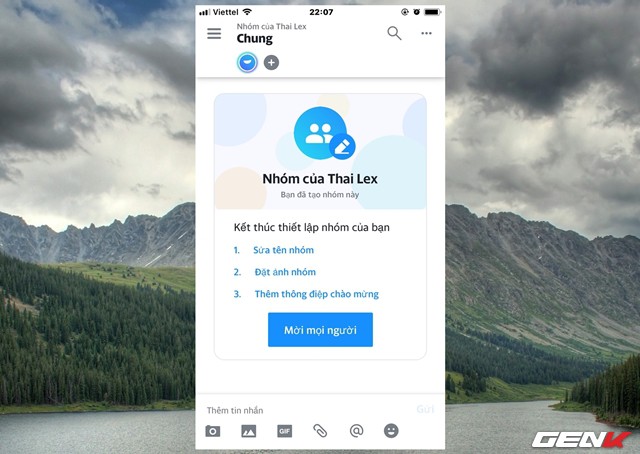 Viettel 22:07
Nhóm của Thai Lex
Chung
Nhóm của Thai Lex
Bạn đã tạo nhóm này
Kết thúc thiết lập nhóm của bạn
1. Sửa tên nhóm
2. Đặt ảnh nhóm
3. Thêm thông điệp chào mừng
Mời mọi người
Thêm tin nhắn Gửi
GIF
GENK